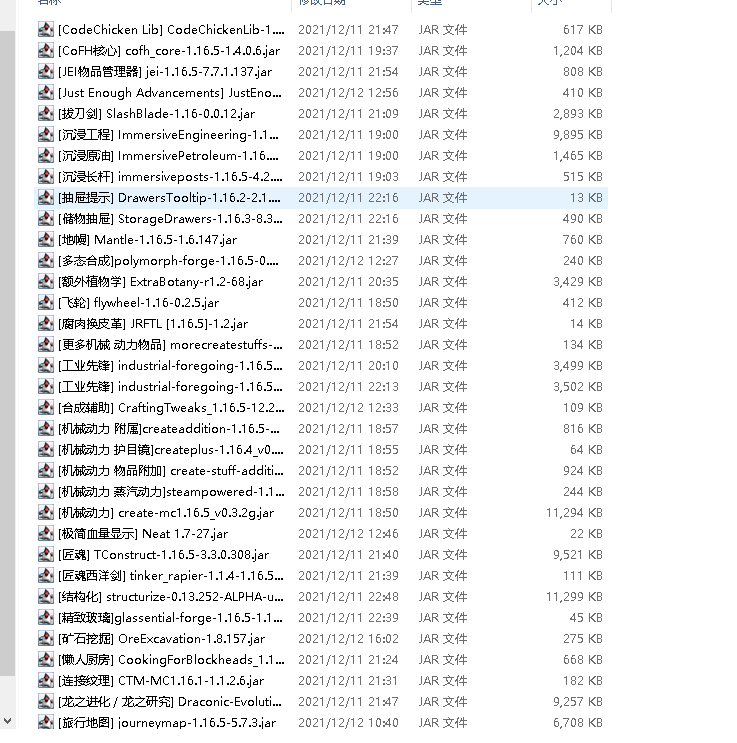 名称 修改日期 类型 大小
[CodeChicken Lib] CodeChickenLib-1.... 2021/12/11 21:47 JAR 文件 617 KB
[CoFH核心] cofh_core-1.16.5-1.4.0.6.jar 2021/12/11 19:37 JAR 文件 1,204 KB
[JEI物品管理器] jei-1.16.5-7.7.1.137.jar 2021/12/11 21:54 JAR 文件 808 KB
[Just Enough Advancements] JustEno... 2021/12/12 12:56 JAR 文件 410 KB
[拔刀剑] SlashBlade-1.16-0.0.12.jar 2021/12/11 21:09 JAR 文件 2,893 KB
[沉浸工程] ImmersiveEngineering-1.1... 2021/12/11 19:00 JAR 文件 9,895 KB
[沉浸原油] ImmersivePetroleum-1.16.... 2021/12/11 19:00 JAR 文件 1,465 KB
[沉浸长杆] immersiveposts-1.16.5-4.2.... 2021/12/11 19:03 JAR 文件 515 KB
[抽屉提示] DrawersTooltip-1.16.2-2.1.... 2021/12/11 22:16 JAR 文件 13 KB
[储物抽屉] StorageDrawers-1.16.3-8.3... 2021/12/11 22:16 JAR 文件 490 KB
[地幔] Mantle-1.16.5-1.6.147.jar 2021/12/11 21:39 JAR 文件 760 KB
[多态合成]polymorph-forge-1.16.5-0.... 2021/12/12 12:27 JAR 文件 240 KB
[额外植物学] ExtraBotany-r1.2-68.jar 2021/12/11 20:35 JAR 文件 3,429 KB
[飞轮] flywheel-1.16-0.2.5.jar 2021/12/11 18:50 JAR 文件 412 KB
[腐肉换皮革] JRFTL [1.16.5]-1.2.jar 2021/12/11 21:54 JAR 文件 14 KB
[更多机械 动力物品] morecreatestuffs-... 2021/12/11 18:52 JAR 文件 134 KB
[工业先锋] industrial-foregoing-1.16.5... 2021/12/11 20:10 JAR 文件 3,499 KB
[工业先锋] industrial-foregoing-1.16.5... 2021/12/11 22:13 JAR 文件 3,502 KB
[合成辅助] CraftingTweaks_1.16.5-12.2... 2021/12/12 12:33 JAR 文件 109 KB
[机械动力 附属]createaddition-1.16.5-... 2021/12/11 18:57 JAR 文件 816 KB
[机械动力 护目镜]createplus-1.16.4_v0.... 2021/12/11 18:55 JAR 文件 64 KB
[机械动力 物品附加] create-stuff-additi... 2021/12/11 18:52 JAR 文件 924 KB
[机械动力 蒸汽动力]steampowered-1.1... 2021/12/11 18:58 JAR 文件 244 KB
[机械动力] create-mc1.16.5_v0.3.2g.jar 2021/12/11 18:50 JAR 文件 11,294 KB
[极简血量显示] Neat 1.7-27.jar 2021/12/12 12:46 JAR 文件 22 KB
[匠魂] TConstruct-1.16.5-3.3.0.308.jar 2021/12/11 21:40 JAR 文件 9,521 KB
[匠魂西洋剑] tinker_rapier-1.1.4-1.16.5... 2021/12/11 21:39 JAR 文件 111 KB
[结构化] structurize-0.13.252-ALPHA-u... 2021/12/11 22:48 JAR 文件 11,299 KB
[精致玻璃]glassential-forge-1.16.5-1.1... 2021/12/11 22:39 JAR 文件 45 KB
[矿石挖掘] OreExcavation-1.8.157.jar 2021/12/12 16:02 JAR 文件 275 KB
[懒人厨房] CookingForBlockheads_1.1... 2021/12/11 21:24 JAR 文件 668 KB
[连接纹理] CTM-MC1.16.1-1.1.2.6.jar 2021/12/11 21:31 JAR 文件 182 KB
[龙之进化 / 龙之研究] Draconic-Evoluti... 2021/12/11 21:47 JAR 文件 9,257 KB
[旅行地图] journeymap-1.16.5-5.7.3.jar 2021/12/12 10:40 JAR 文件 6,708 KB